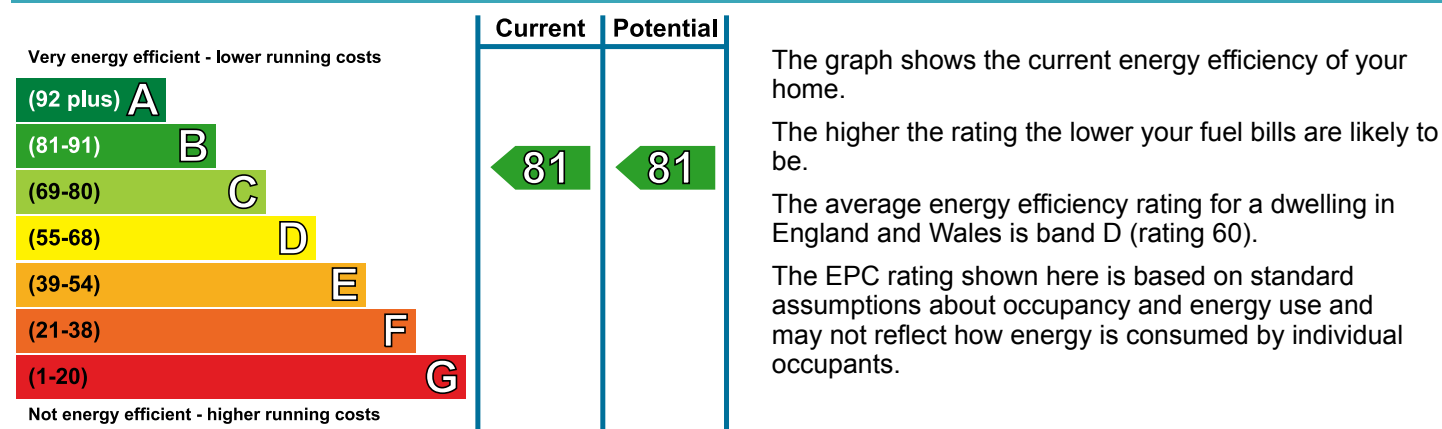 Current Potential
Very energy efficient - lower running costs
(92 plus) A
(81-91) B
(69-80) C
(55-68) D
(39-54) E
(21-38) F
(1-20) G
Not energy efficient - higher running costs
81 81
The graph shows the current energy efficiency of your
home.
The higher the rating the lower your fuel bills are likely to
be.
The average energy efficiency rating for a dwelling in
England and Wales is band D (rating 60).
The EPC rating shown here is based on standard
assumptions about occupancy and energy use and
may not reflect how energy is consumed by individual
occupants.